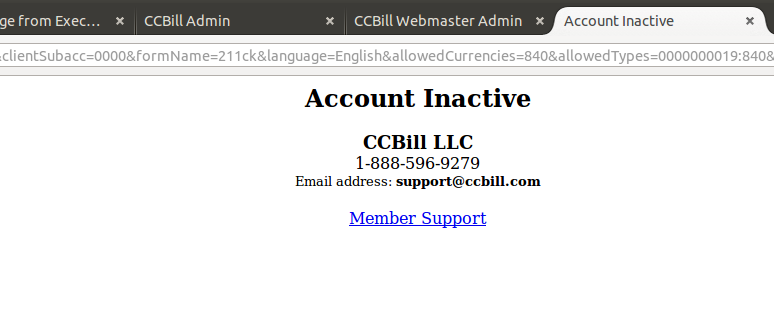 ge from Exec... × CCBill Admin × CCBill Webmaster Admin × Account Inactive ×
&clientSubacc=0000&formName=211ck&language=English&allowedCurrencies=840&allowedTypes=0000000019:840&
Account Inactive
CCBill LLC
1-888-596-9279
Email address: support@ccbill.com
Member Support